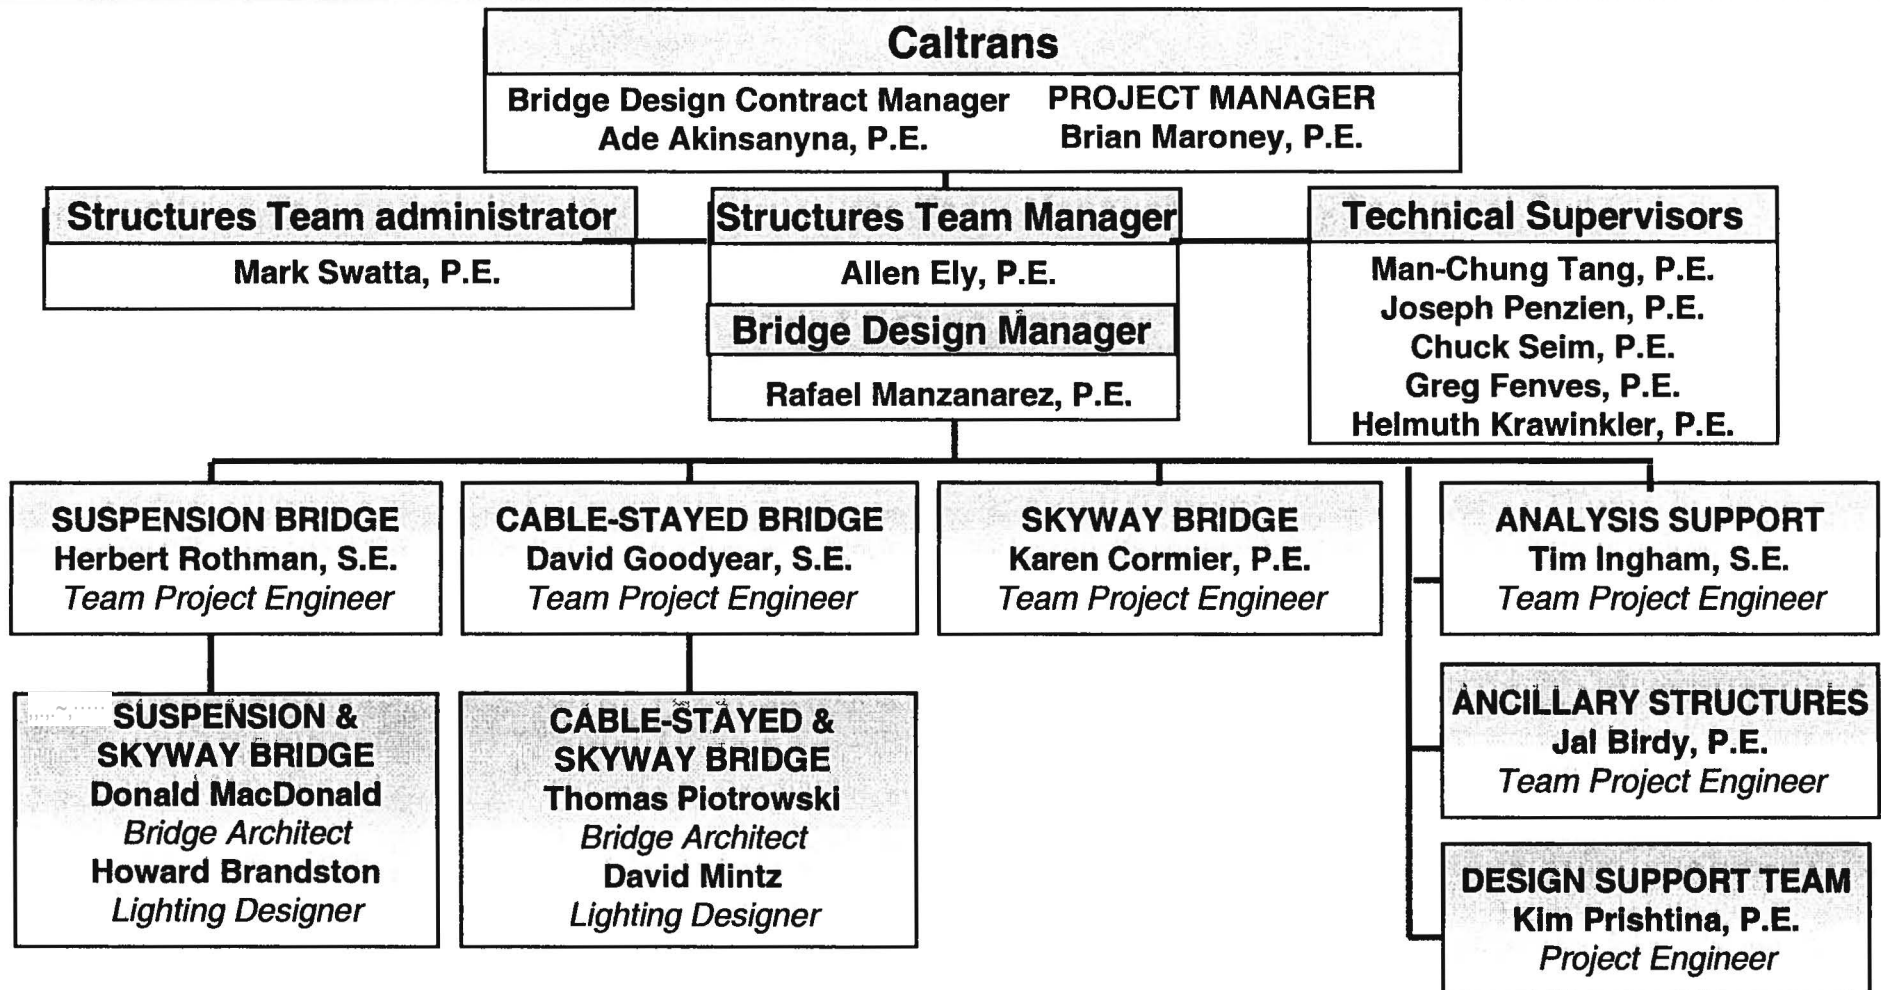 Caltrans
Bridge Design Contract Manager
Ade Akinsanyna, P.E.
PROJECT MANAGER
Brian Maroney, P.E.
Structures Team administrator
Mark Swatta, P.E.
Structures Team Manager
Allen Ely, P.E.
Bridge Design Manager
Rafael Manzanarez, P.E.
Technical Supervisors
Man-Chung Tang, P.E.
Joseph Penzien, P.E.
Chuck Seim, P.E.
Greg Fenves, P.E.
Helmuth Krawinkler, P.E.
SUSPENSION BRIDGE
Herbert Rothman, S.E.
Team Project Engineer
CABLE-STAYED BRIDGE
David Goodyear, S.E.
Team Project Engineer
SKYWAY BRIDGE
Karen Cormier, P.E.
Team Project Engineer
ANALYSIS SUPPORT
Tim Ingham, S.E.
Team Project Engineer
SUSPENSION &
SKYWAY BRIDGE
Donald MacDonald
Bridge Architect
Howard Brandston
Lighting Designer
CABLE-STAYED &
SKYWAY BRIDGE
Thomas Piotrowski
Bridge Architect
David Mintz
Lighting Designer
ANCILLARY STRUCTURES
Jal Birdy, P.E.
Team Project Engineer
DESIGN SUPPORT TEAM
Kim Prishtina, P.E.
Project Engineer